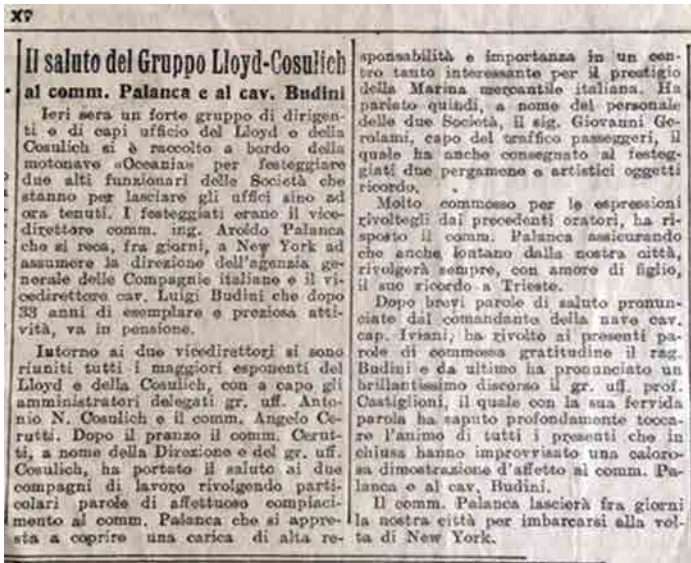 X9
Il saluto del Gruppo Lloyd-Cosulich
al comm. Palanca e al cav. Budini
Ieri sera un forte gruppo di dirigen-
ti e di capi ufficio del Lloyd e della
Cosulich si è raccolto a bordo della
motonave «Oceania» per festeggiare
due alti funzionari delle Società che
stanno per lasciare gli uffici sino ad
ora tenuti. I festeggiati erano il vice-
direttore comm. ing. Aroldo Palanca
che si reca, fra giorni, a New York ad
assumere la direzione dell'agenzia ge-
nerale delle Compagnie italiane e il vi-
cedirettore cav. Luigi Budini che dopo
33 anni di esemplare e preziosa atti-
vità, va in pensione.
Intorno ai due vicedirettori si sono
riuniti tutti i maggiori esponenti del
Lloyd e della Cosulich, con a capo gli
amministratori delegati gr. uff. Anto-
nio N. Cosulich e il comm. Angelo Ce-
rutti. Dopo il pranzo il comm. Cerut-
ti, a nome della Direzione e del gr. uff.
Cosulich, ha portato il saluto ai due
compagni di lavoro rivolgendo parti-
colari parole di affettuoso compiaci-
mento al comm. Palanca che si appre-
sta a coprire una carica di alta re-
sponsabilità e importanza in un cen-
tro tanto interessante per il prestigio
della Marina mercantile italiana. Ha
parlato quindi, a nome del personale
delle due Società, il sig. Giovanni Ge-
rolami, capo del traffico passeggeri, il
quale ha anche consegnato ai festeg-
giati due pergamene e artistici oggetti
ricordo.
Molto commosso per le espressioni
rivoltegli dai precedenti oratori, ha ri-
sposto il comm. Palanca assicurando
che anche lontano dalla nostra città,
rivolgerà sempre, con amore di figlio,
il suo ricordo a Trieste.
Dopo brevi parole di saluto pronun-
ciate dal comandante della nave cav.
cap. Iviani, ha rivolto ai presenti pa-
role di commossa gratitudine il rag.
Budini e da ultimo ha pronunciato un
brillantissimo discorso il gr. uff. prof.
Castiglioni, il quale con la sua fervida
parola ha saputo profondamente tocca-
re l'animo di tutti i presenti che in
chiusa hanno improvvisato una caloro-
sa dimostrazione d'affetto al comm. Pa-
lanca e al cav. Budini.
Il comm. Palanca lascierà fra giorni
la nostra città per imbarcarsi alla vol-
ta di New York.